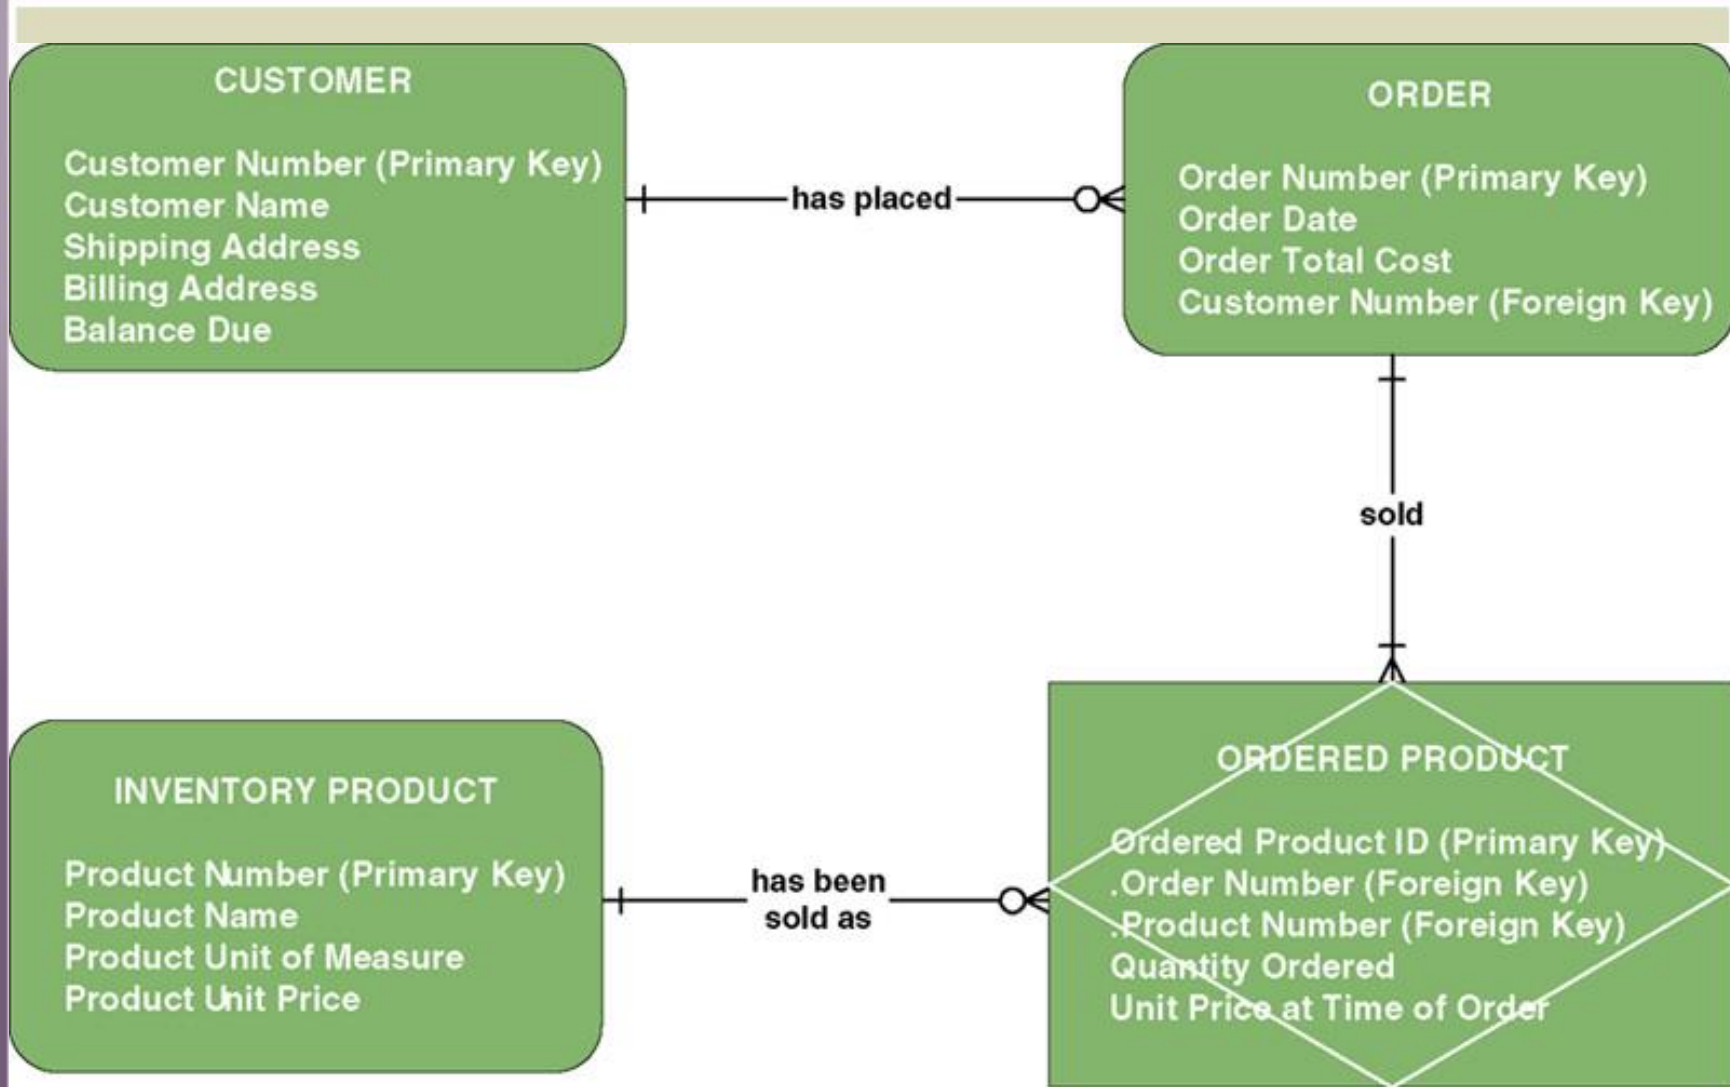 CUSTOMER
Customer Number (Primary Key)
Customer Name
Shipping Address
Billing Address
Balance Due
has placed
ORDER
Order Number (Primary Key)
Order Date
Order Total Cost
Customer Number (Foreign Key)
sold
INVENTORY PRODUCT
Product Number (Primary Key)
Product Name
Product Unit of Measure
Product Unit Price
has been
sold as
ORDERED PRODUCT
Ordered Product ID (Primary Key)
.Order Number (Foreign Key)
.Product Number (Foreign Key)
Quantity Ordered
Unit Price at Time of Order